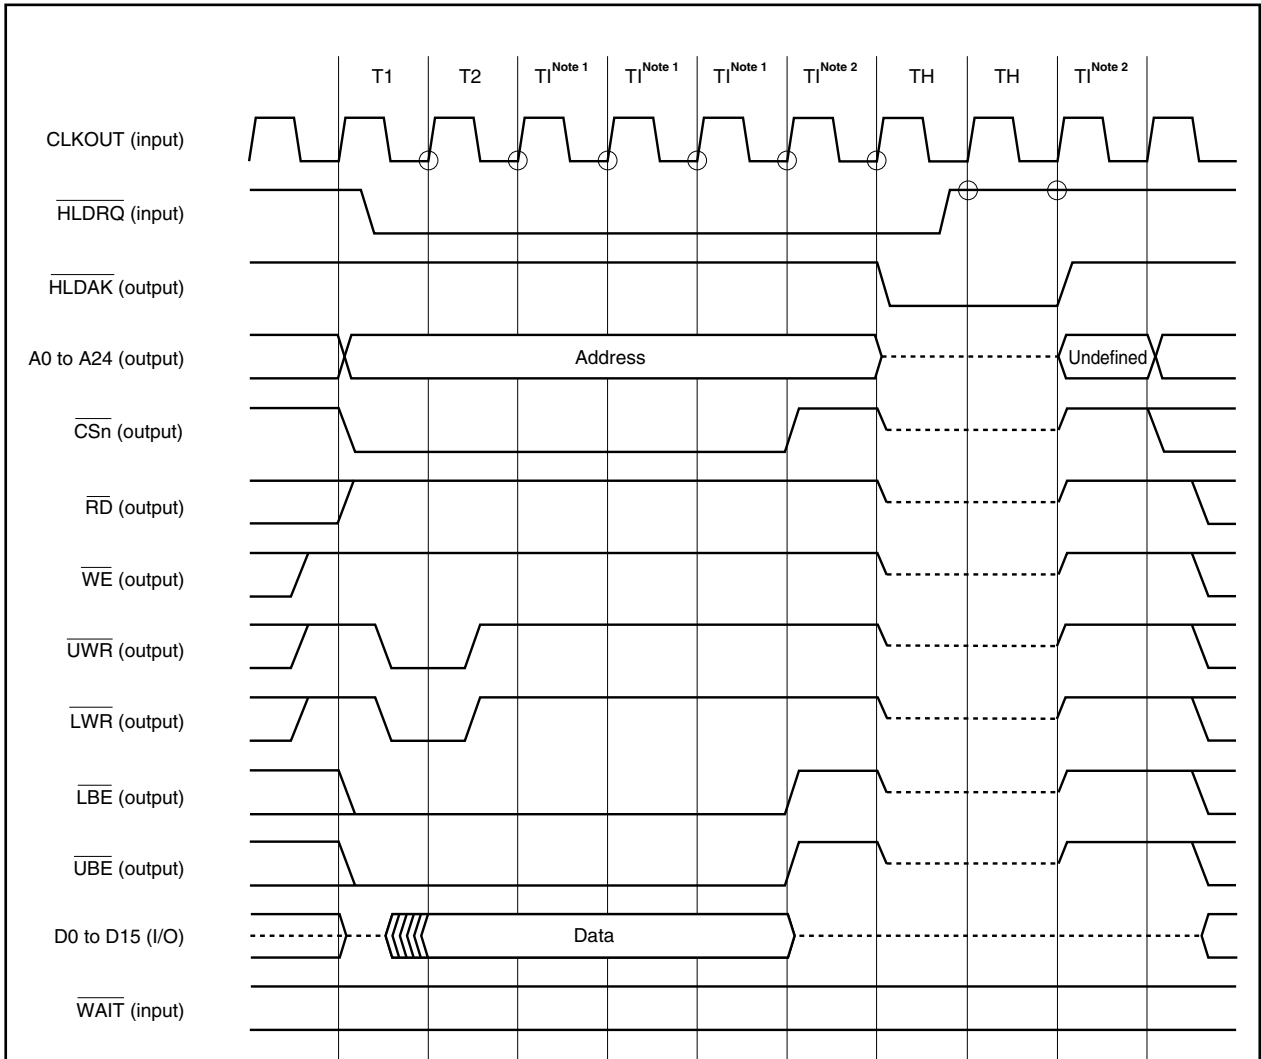 T1 T2 TI Note 1 TI Note 1 TI Note 1 TI Note 2 TH TH TI Note 2
CLKOUT (input)
HLDRQ (input)
HLDAK (output)
A0 to A24 (output) Address Undefined
CSn (output)
RD (output)
WE (output)
UWR (output)
LWR (output)
LBE (output)
UBE (output)
D0 to D15 (I/O) Data
WAIT (input)